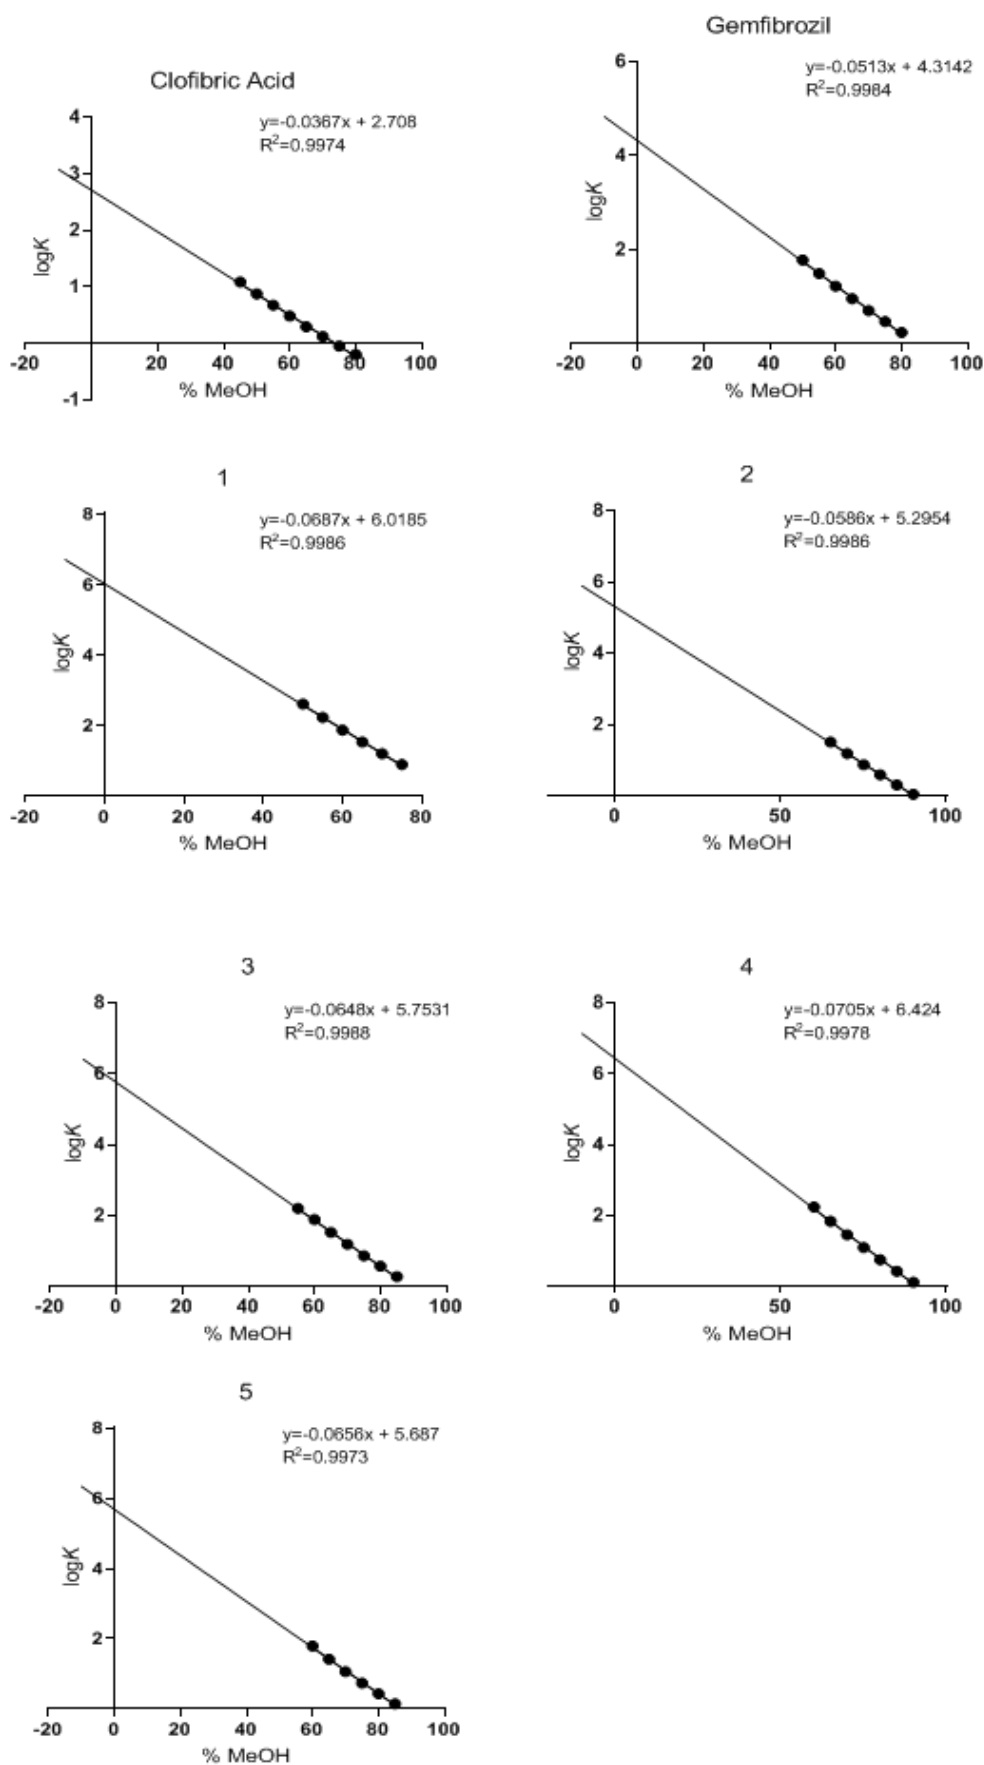 Clofibric Acid
y=-0.0367x + 2.708
R²=0.9974
4
3
2
1
-1
logK
-20 20 40 60 80 100
% MeOH
Gemfibrozil
y=-0.0513x + 4.3142
R²=0.9984
6
4
2
logK
-20 0 20 40 60 80 100
% MeOH
1
y=-0.0687x + 6.0185
R²=0.9986
8
6
4
2
logK
-20 0 20 40 60 80
% MeOH
2
y=-0.0586x + 5.2954
R²=0.9986
8
6
4
2
logK
0 50 100
% MeOH
3
y=-0.0648x + 5.7531
R²=0.9988
8
6
4
2
logK
-20 0 20 40 60 80 100
% MeOH
4
y=-0.0705x + 6.424
R²=0.9978
8
6
4
2
logK
0 50 100
% MeOH
5
y=-0.0656x + 5.687
R²=0.9973
8
6
4
2
logK
-20 0 20 40 60 80 100
% MeOH